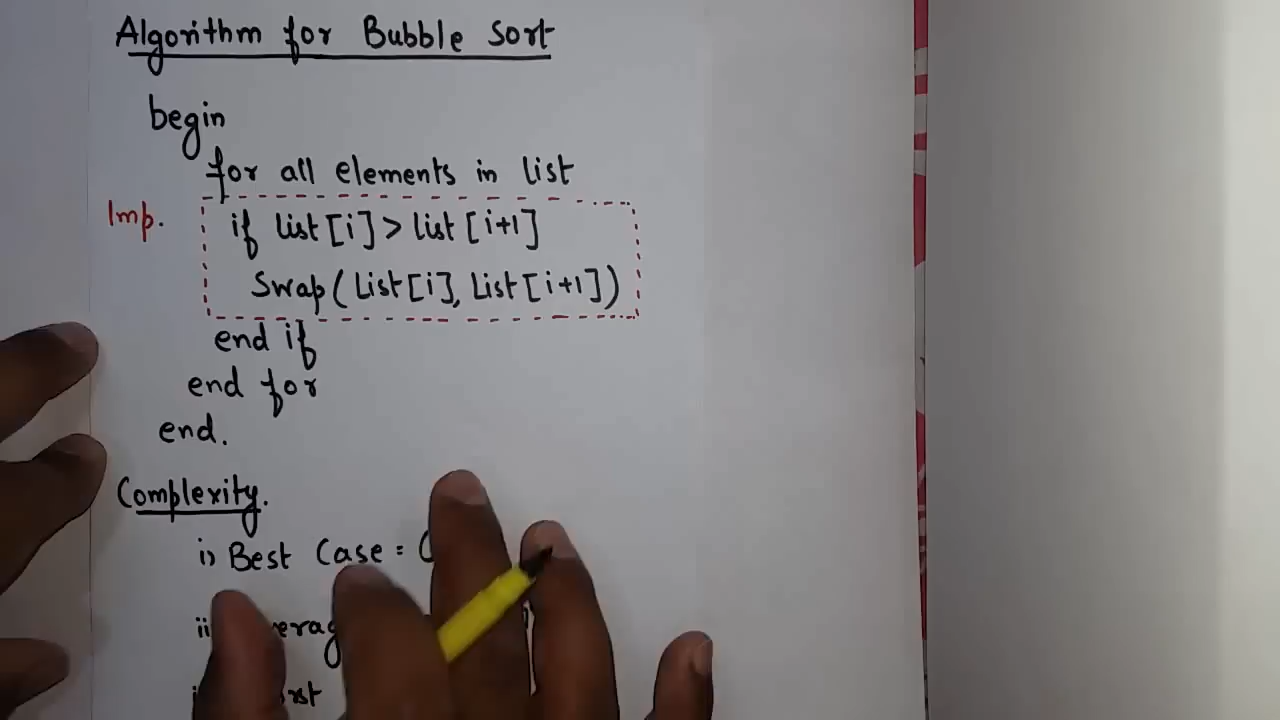 Algorithm for Bubble Sort
begin
for all elements in list
Imp.
if list[i] > list[i+1]
Swap(List[i], List[i+1])
end if
end for
end.
Complexity.
i) Best Case =